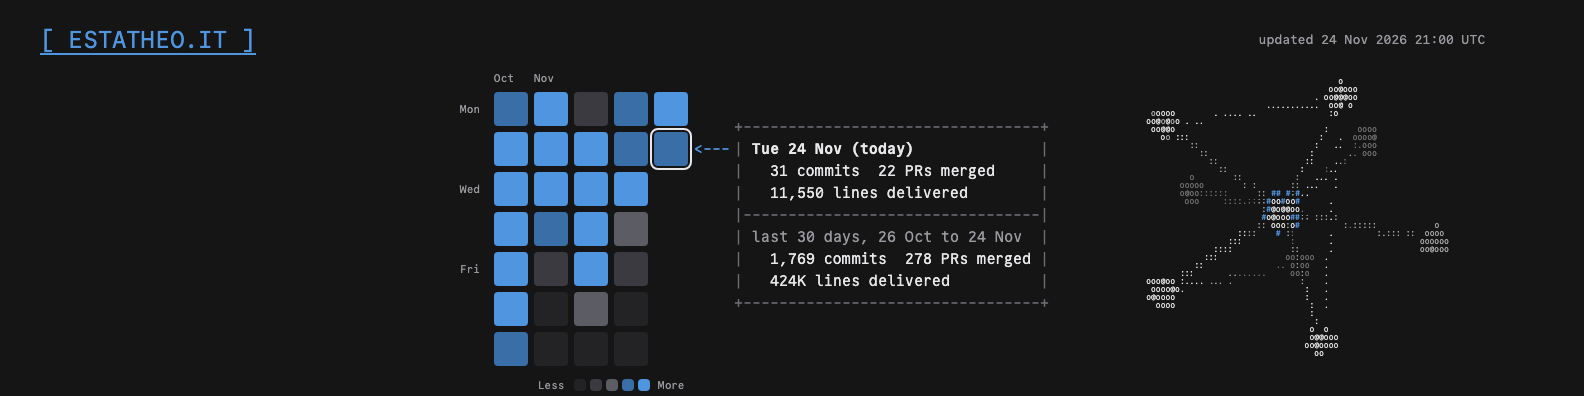 [ ESTATHEO.IT ]
updated 24 Nov 2026 21:00 UTC
Oct Nov
Mon
Wed
Fri
Less More
<--- Tue 24 Nov (today)
31 commits 22 PRs merged
11,550 lines delivered
last 30 days, 26 Oct to 24 Nov
1,769 commits 278 PRs merged
424K lines delivered